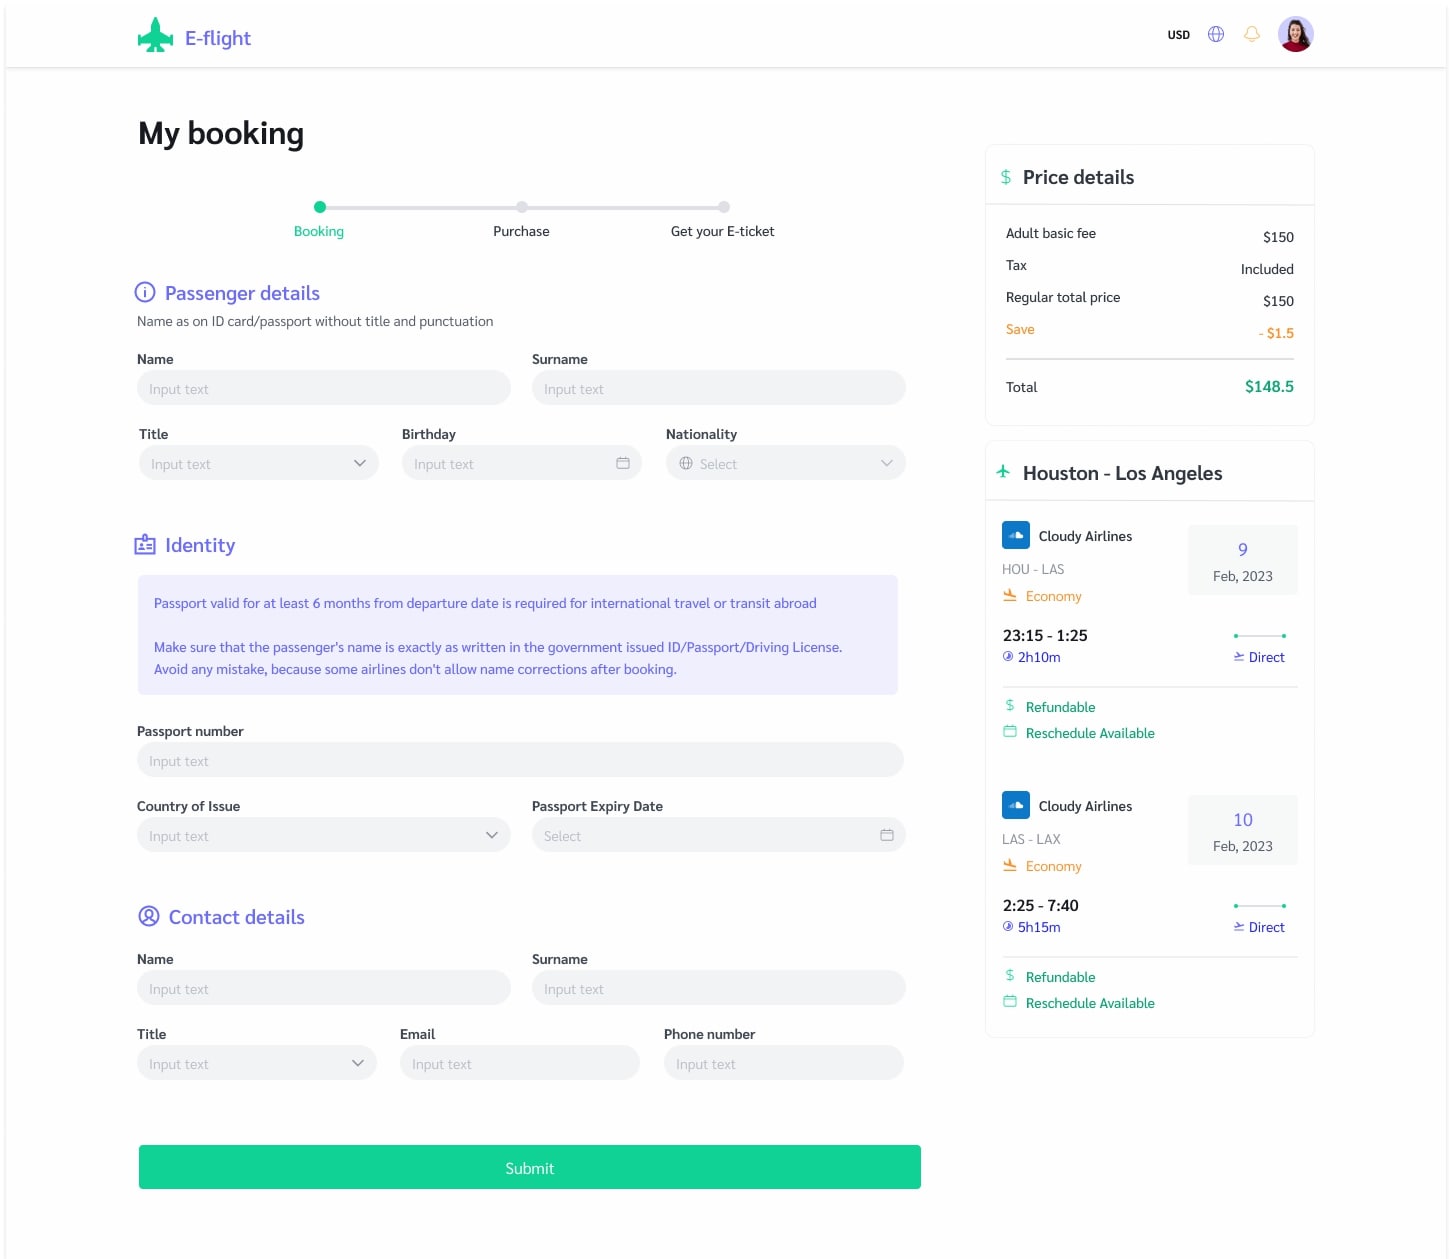 E-flight
USD
My booking
Booking
Purchase
Get your E-ticket
Passenger details
Name as on ID card/passport without title and punctuation
Name
Surname
Input text
Input text
Title
Birthday
Nationality
Input text
Input text
Select
Identity
Passport valid for at least 6 months from departure date is required for international travel or transit abroad
Make sure that the passenger's name is exactly as written in the government issued ID/Passport/Driving License.
Avoid any mistake, because some airlines don't allow name corrections after booking.
Passport number
Input text
Country of Issue
Passport Expiry Date
Input text
Select
Contact details
Name
Surname
Input text
Input text
Title
Email
Phone number
Input text
Input text
Input text
Submit
$ Price details
Adult basic fee
$150
Tax
Included
Regular total price
$150
Save
- $1.5
Total
$148.5
Houston - Los Angeles
Cloudy Airlines
9
Feb, 2023
HOU - LAS
Economy
23:15 - 1:25
2h10m
Direct
$ Refundable
Reschedule Available
Cloudy Airlines
10
Feb, 2023
LAS - LAX
Economy
2:25 - 7:40
5h15m
Direct
$ Refundable
Reschedule Available